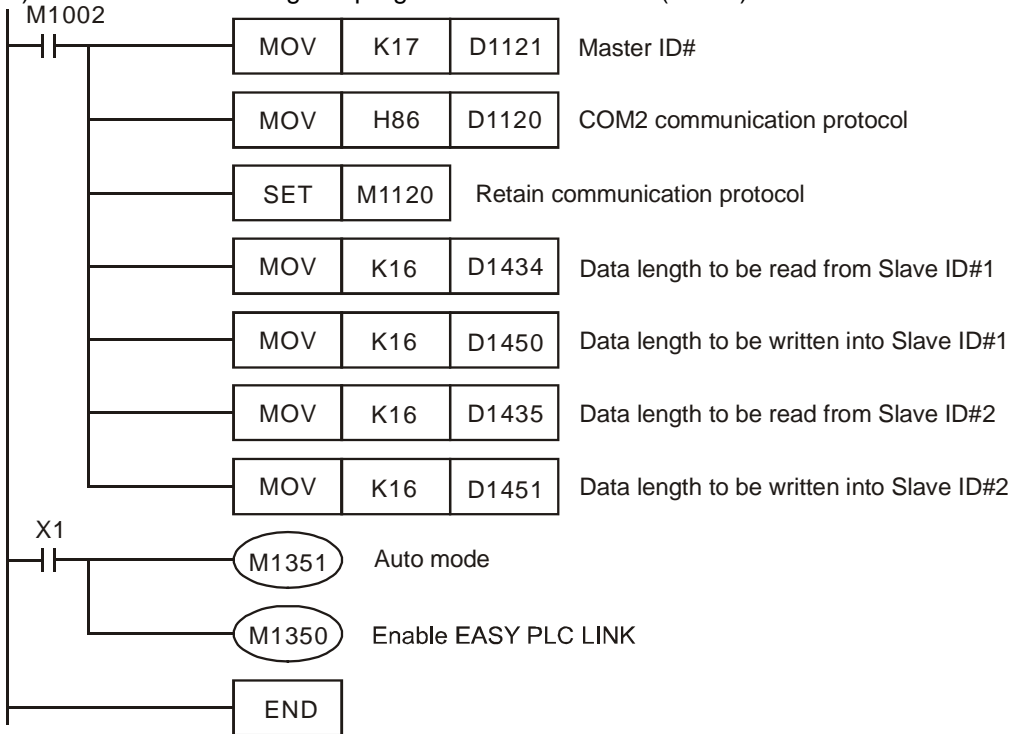 M1002
MOV K17 D1121 Master ID#
MOV H86 D1120 COM2 communication protocol
SET M1120 Retain communication protocol
MOV K16 D1434 Data length to be read from Slave ID#1
MOV K16 D1450 Data length to be written into Slave ID#1
MOV K16 D1435 Data length to be read from Slave ID#2
MOV K16 D1451 Data length to be written into Slave ID#2
X1
M1351 Auto mode
M1350 Enable EASY PLC LINK
END